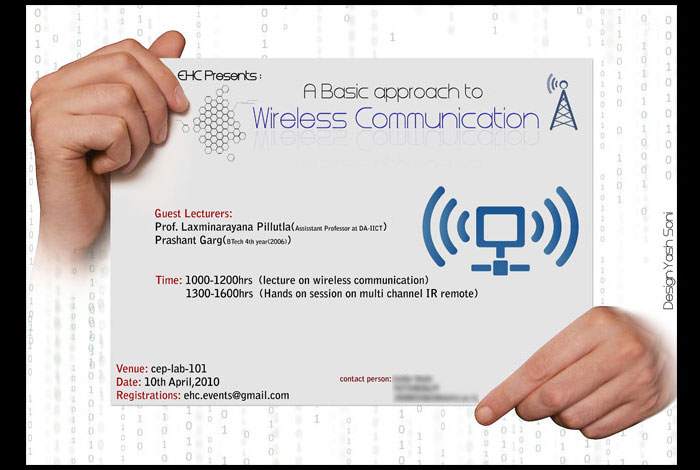 EHC Presents :
A Basic approach to
Wireless Communication
Guest Lecturers:
Prof. Laxminarayana Pillutla(Assisstant Professor at DA-IICT)
Prashant Garg(BTech 4th year(2006))
Time: 1000-1200hrs (lecture on wireless communication)
1300-1600hrs (Hands on session on multi channel IR remote)
Venue: cep-lab-101
Date: 10th April,2010
Registrations: ehc.events@gmail.com
contact person:
Design-Yash Soni